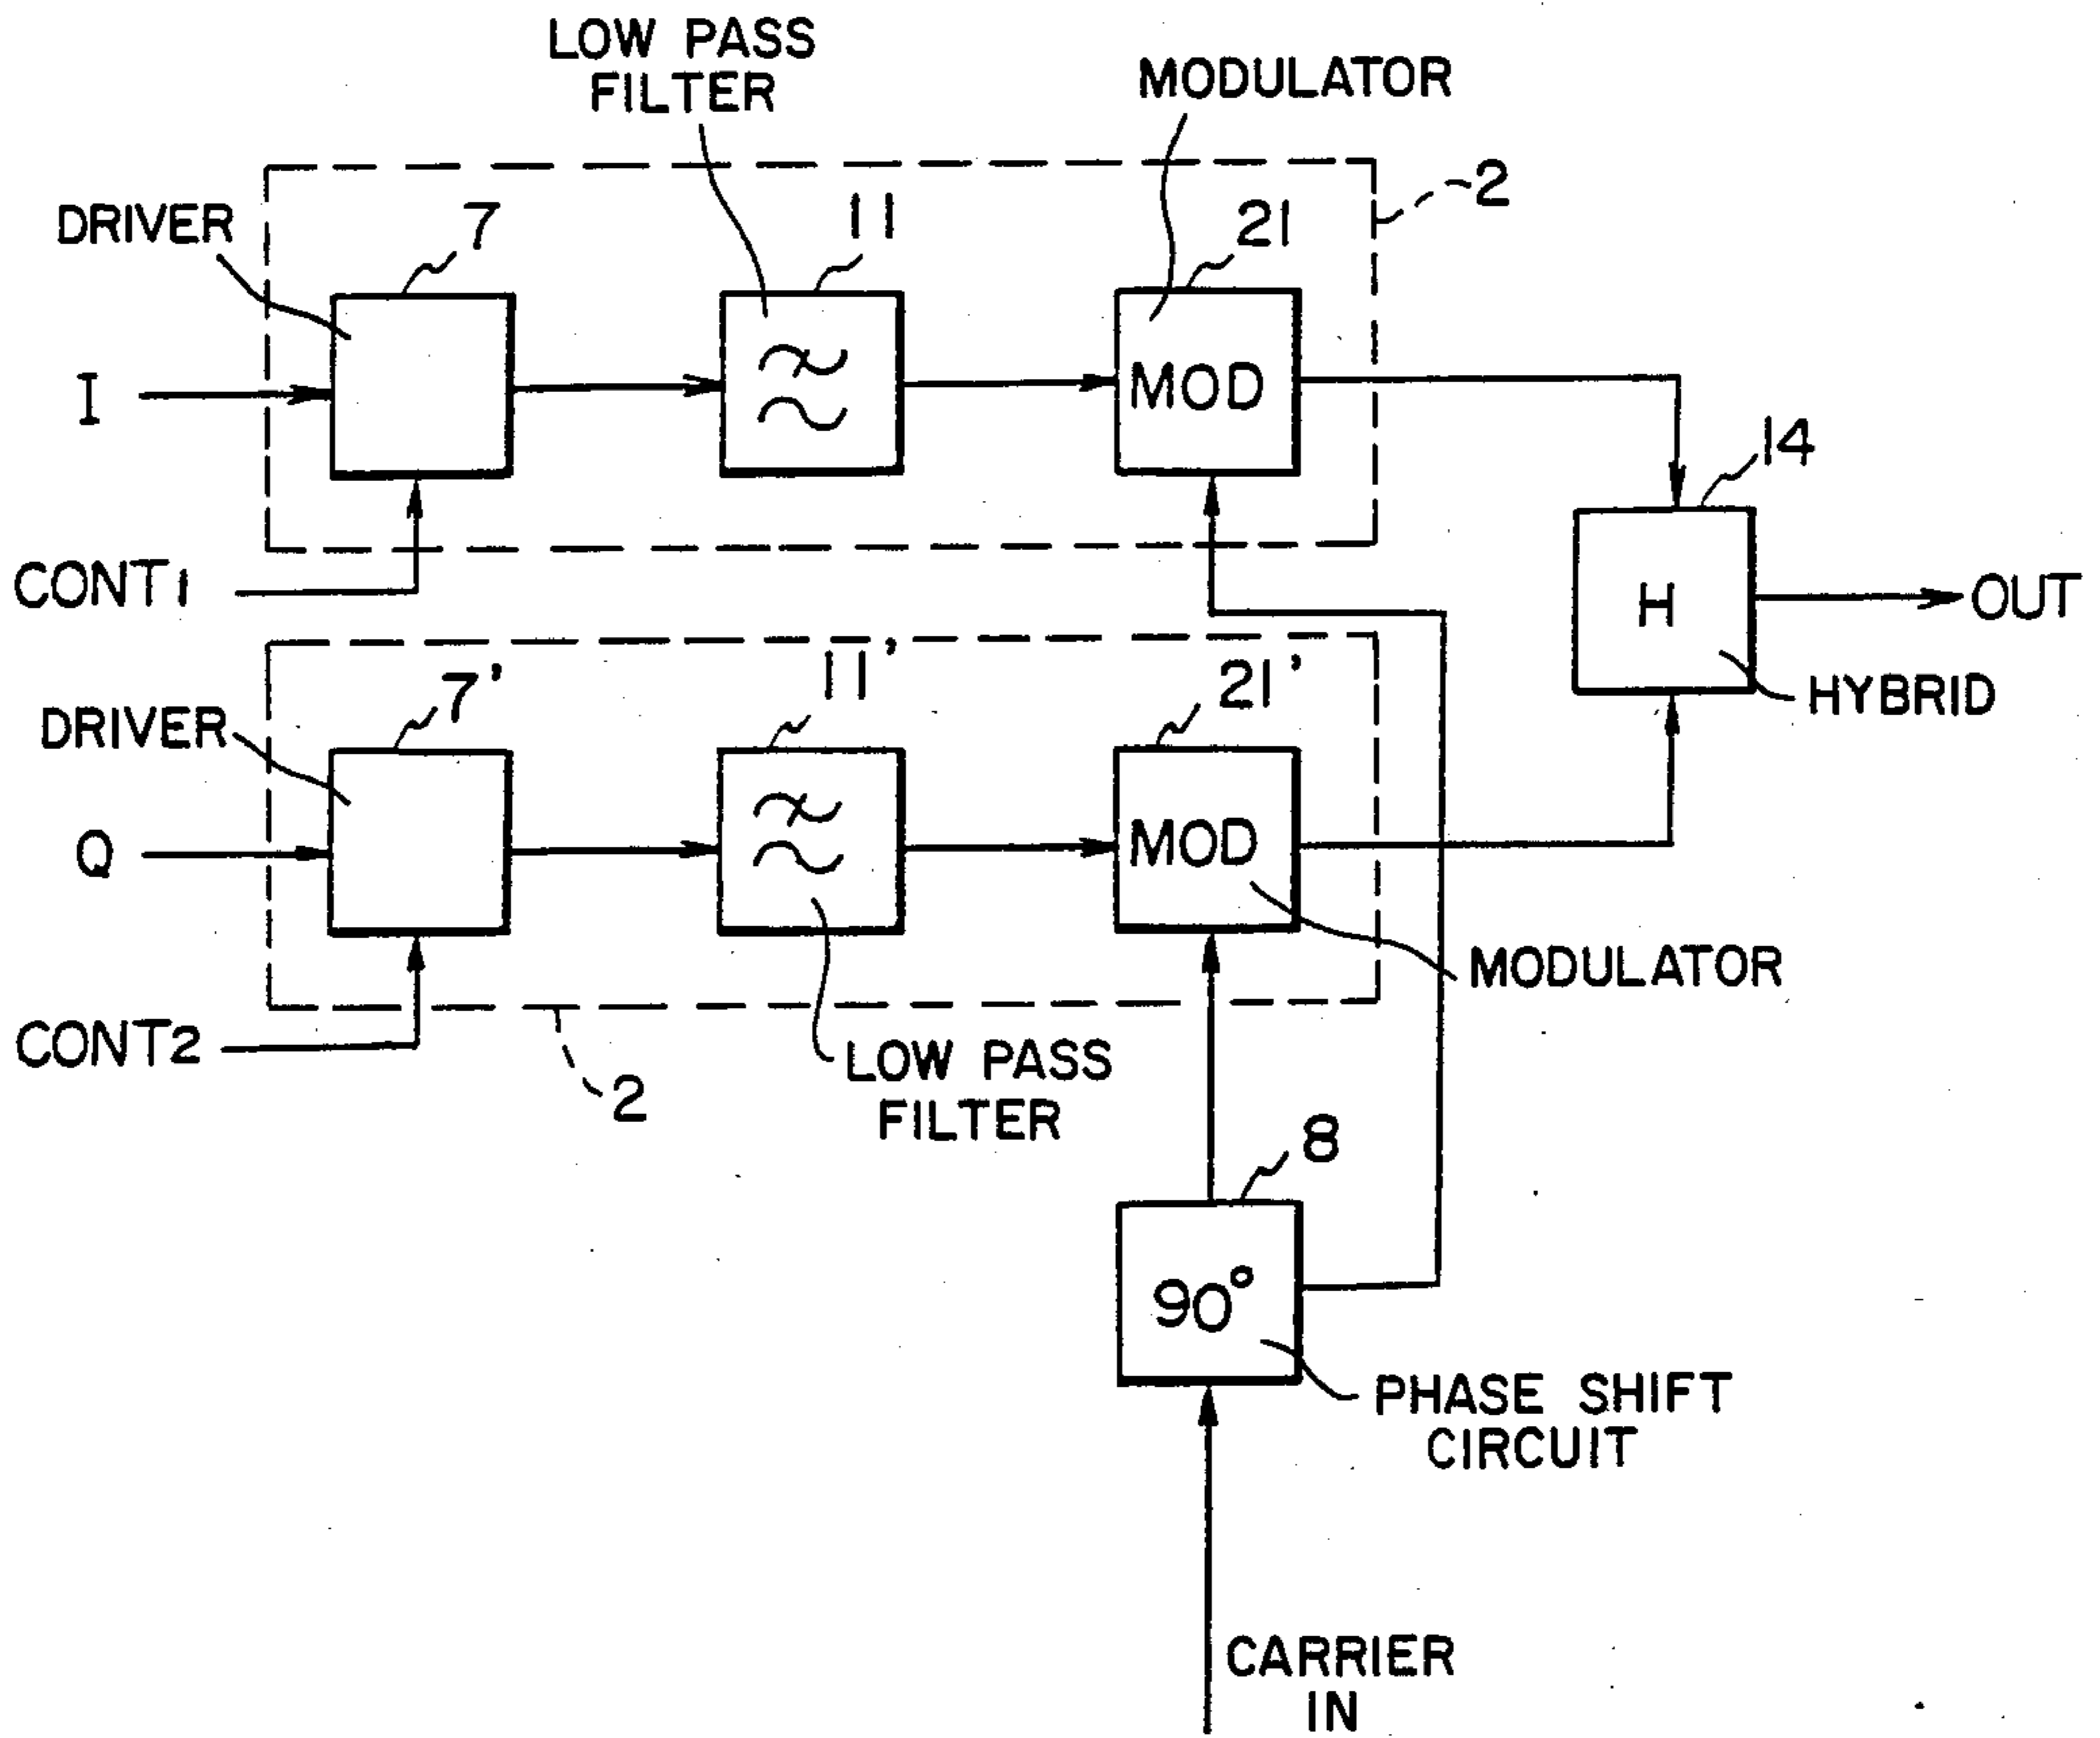 LOW PASS
FILTER
MODULATOR
2
DRIVER
7
11
21
I
MOD
14
CONT1
H
OUT
HYBRID
DRIVER
7'
11'
21'
Q
MOD
MODULATOR
CONT2
2
LOW PASS
FILTER
8
90°
PHASE SHIFT
CIRCUIT
CARRIER
IN